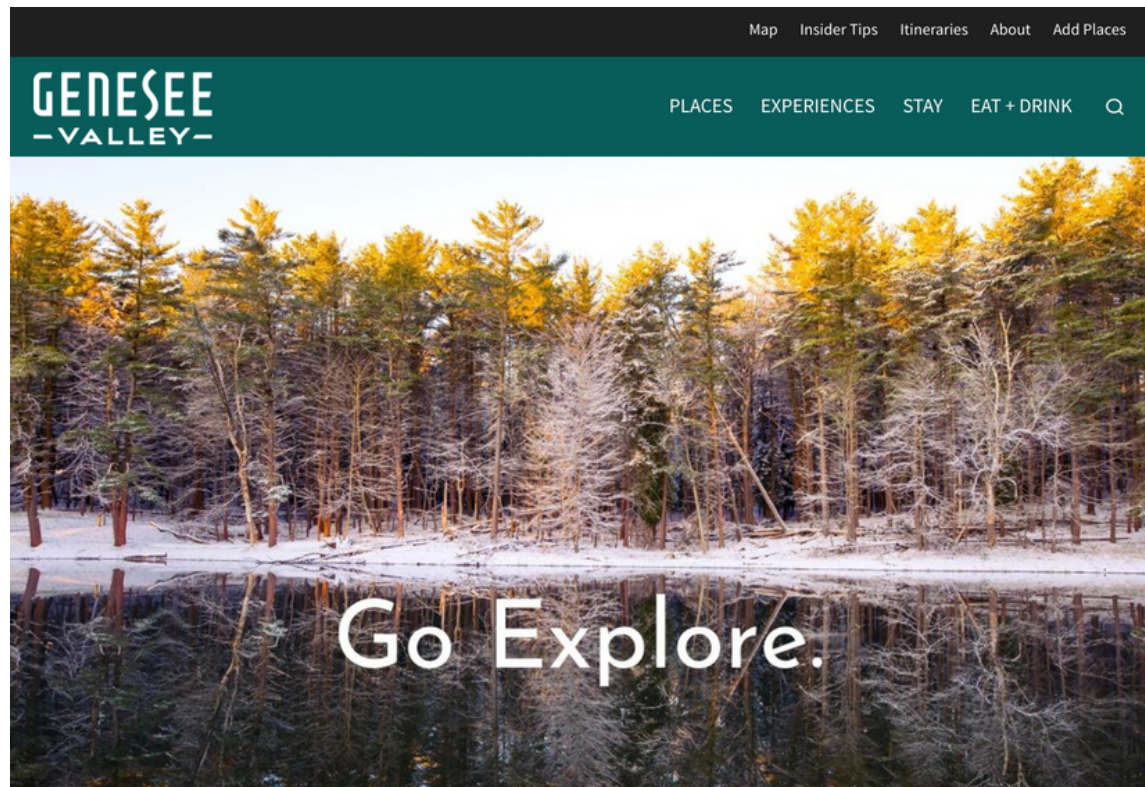 Map Insider Tips Itineraries About Add Places
GENESEE
VALLEY
PLACES EXPERIENCES STAY EAT + DRINK
Go Explore.